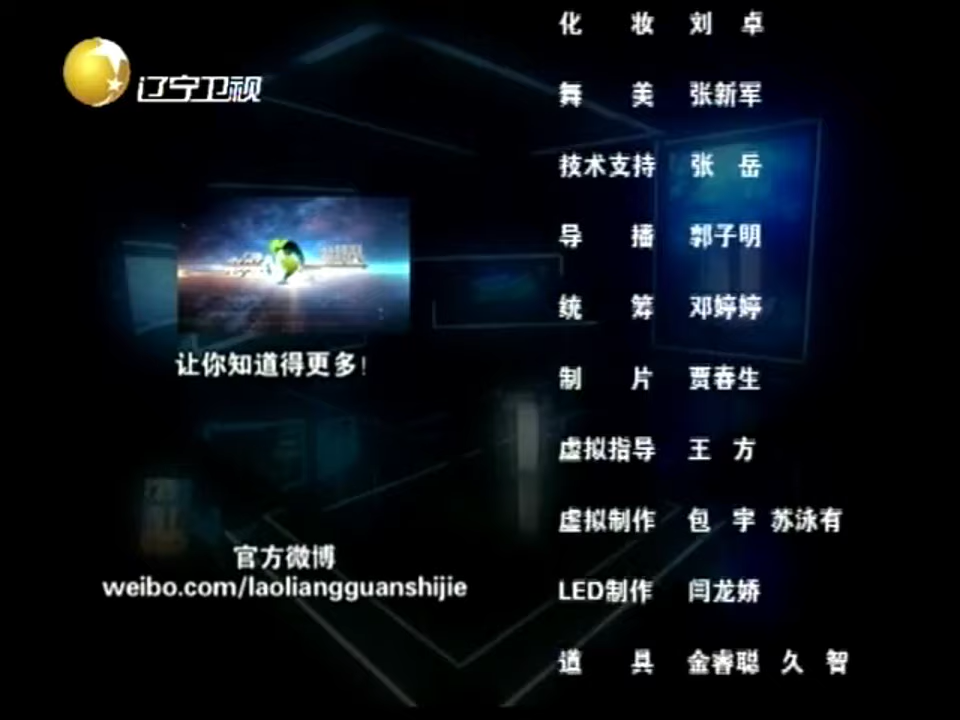 辽宁卫视
让你知道得更多!
官方微博
weibo.com/laoliangguanshijie
化 妆 刘 卓
舞 美 张新军
技术支持 张 岳
导 播 郭子明
统 筹 邓婷婷
制 片 贾春生
虚拟指导 王 方
虚拟制作 包 宇 苏泳有
LED制作 闫龙娇
道 具 金睿聪 久 智